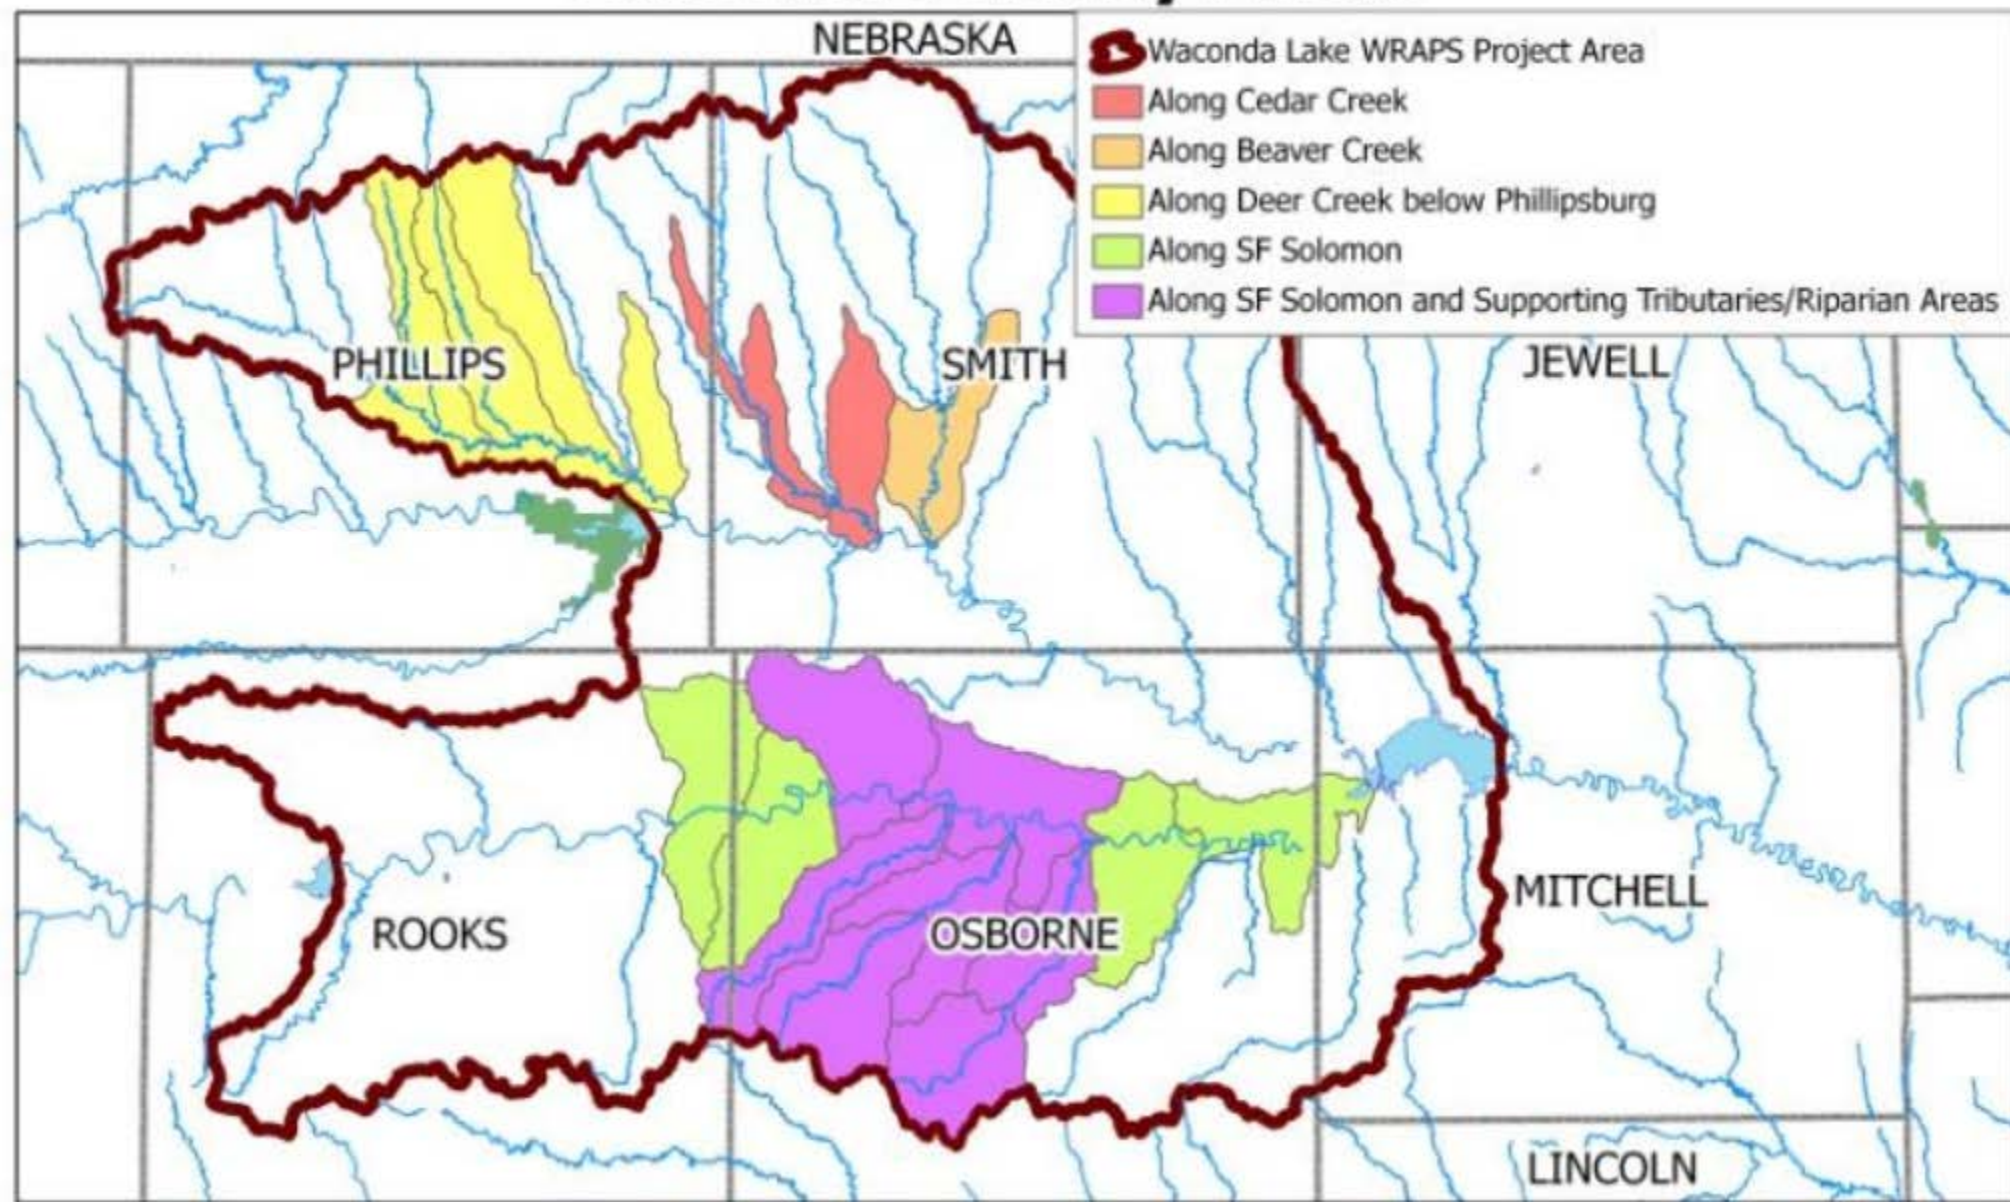 NEBRASKA
Waconda Lake WRAPS Project Area
Along Cedar Creek
Along Beaver Creek
Along Deer Creek below Phillipsburg
Along SF Solomon
Along SF Solomon and Supporting Tributaries/Riparian Areas
PHILLIPS
SMITH
JEWELL
ROOKS
OSBORNE
MITCHELL
LINCOLN